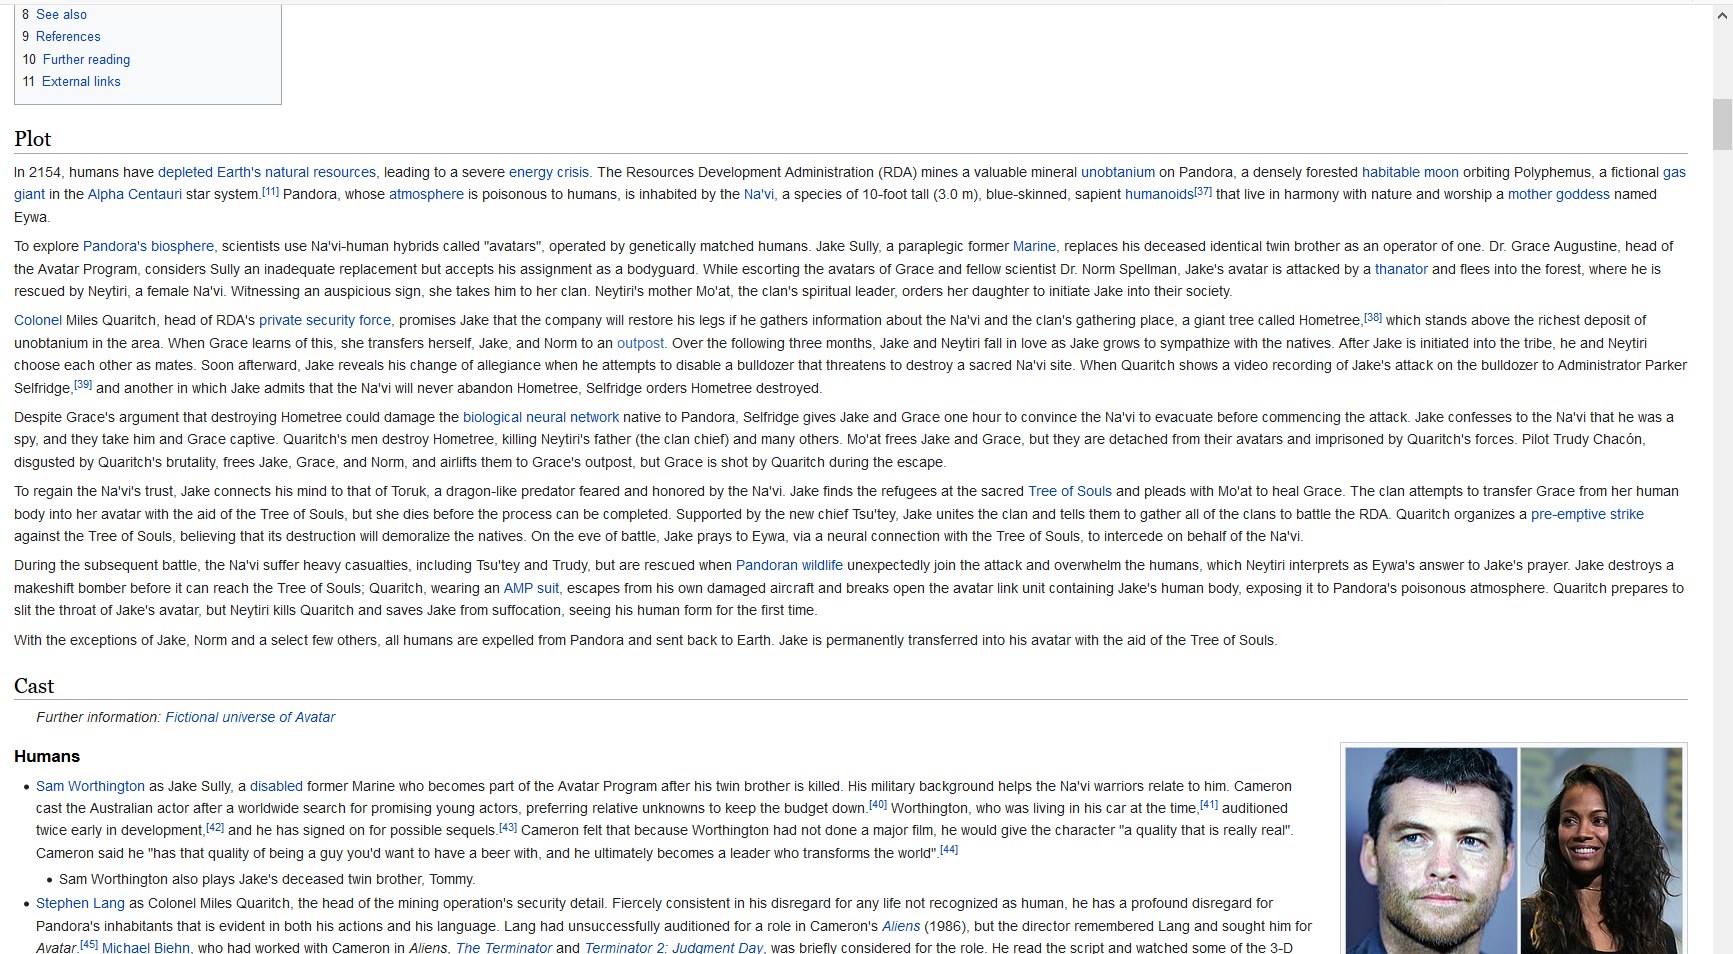 8 See also
9 References
10 Further reading
11 External links
Plot
In 2154, humans have depleted Earth's natural resources, leading to a severe energy crisis. The Resources Development Administration (RDA) mines a valuable mineral unobtanium on Pandora, a densely forested habitable moon orbiting Polyphemus, a fictional gas
giant in the Alpha Centauri star system.[11] Pandora, whose atmosphere is poisonous to humans, is inhabited by the Na'vi, a species of 10-foot tall (3.0 m), blue-skinned, sapient humanoids[37] that live in harmony with nature and worship a mother goddess named
Eywa.
To explore Pandora's biosphere, scientists use Na'vi-human hybrids called "avatars", operated by genetically matched humans. Jake Sully, a paraplegic former Marine, replaces his deceased identical twin brother as an operator of one. Dr. Grace Augustine, head of
the Avatar Program, considers Sully an inadequate replacement but accepts his assignment as a bodyguard. While escorting the avatars of Grace and fellow scientist Dr. Norm Spellman, Jake's avatar is attacked by a thanator and flees into the forest, where he is
rescued by Neytiri, a female Na'vi. Witnessing an auspicious sign, she takes him to her clan. Neytiri's mother Mo'at, the clan's spiritual leader, orders her daughter to initiate Jake into their society.
Colonel Miles Quaritch, head of RDA's private security force, promises Jake that the company will restore his legs if he gathers information about the Na'vi and the clan's gathering place, a giant tree called Hometree,[38] which stands above the richest deposit of
unobtanium in the area. When Grace learns of this, she transfers herself, Jake, and Norm to an outpost. Over the following three months, Jake and Neytiri fall in love as Jake grows to sympathize with the natives. After Jake is initiated into the tribe, he and Neytiri
choose each other as mates. Soon afterward, Jake reveals his change of allegiance when he attempts to disable a bulldozer that threatens to destroy a sacred Na'vi site. When Quaritch shows a video recording of Jake's attack on the bulldozer to Administrator Parker
Selfridge,[39] and another in which Jake admits that the Na'vi will never abandon Hometree, Selfridge orders Hometree destroyed.
Despite Grace's argument that destroying Hometree could damage the biological neural network native to Pandora, Selfridge gives Jake and Grace one hour to convince the Na'vi to evacuate before commencing the attack. Jake confesses to the Na'vi that he was a
spy, and they take him and Grace captive. Quaritch's men destroy Hometree, killing Neytiri's father (the clan chief) and many others. Mo'at frees Jake and Grace, but they are detached from their avatars and imprisoned by Quaritch's forces. Pilot Trudy Chacón,
disgusted by Quaritch's brutality, frees Jake, Grace, and Norm, and airlifts them to Grace's outpost, but Grace is shot by Quaritch during the escape.
To regain the Na'vi's trust, Jake connects his mind to that of Toruk, a dragon-like predator feared and honored by the Na'vi. Jake finds the refugees at the sacred Tree of Souls and pleads with Mo'at to heal Grace. The clan attempts to transfer Grace from her human
body into her avatar with the aid of the Tree of Souls, but she dies before the process can be completed. Supported by the new chief Tsu'tey, Jake unites the clan and tells them to gather all of the clans to battle the RDA. Quaritch organizes a pre-emptive strike
against the Tree of Souls, believing that its destruction will demoralize the natives. On the eve of battle, Jake prays to Eywa, via a neural connection with the Tree of Souls, to intercede on behalf of the Na'vi.
During the subsequent battle, the Na'vi suffer heavy casualties, including Tsu'tey and Trudy, but are rescued when Pandoran wildlife unexpectedly join the attack and overwhelm the humans, which Neytiri interprets as Eywa's answer to Jake's prayer. Jake destroys a
makeshift bomber before it can reach the Tree of Souls; Quaritch, wearing an AMP suit, escapes from his own damaged aircraft and breaks open the avatar link unit containing Jake's human body, exposing it to Pandora's poisonous atmosphere. Quaritch prepares to
slit the throat of Jake's avatar, but Neytiri kills Quaritch and saves Jake from suffocation, seeing his human form for the first time.
With the exceptions of Jake, Norm and a select few others, all humans are expelled from Pandora and sent back to Earth. Jake is permanently transferred into his avatar with the aid of the Tree of Souls.
Cast
Further information: Fictional universe of Avatar
Humans
• Sam Worthington as Jake Sully, a disabled former Marine who becomes part of the Avatar Program after his twin brother is killed. His military background helps the Na'vi warriors relate to him. Cameron
cast the Australian actor after a worldwide search for promising young actors, preferring relative unknowns to keep the budget down.[40] Worthington, who was living in his car at the time,[41] auditioned
twice early in development,[42] and he has signed on for possible sequels.[43] Cameron felt that because Worthington had not done a major film, he would give the character "a quality that is really real".
Cameron said he "has that quality of being a guy you'd want to have a beer with, and he ultimately becomes a leader who transforms the world".[44]
• Sam Worthington also plays Jake's deceased twin brother, Tommy.
• Stephen Lang as Colonel Miles Quaritch, the head of the mining operation's security detail. Fiercely consistent in his disregard for any life not recognized as human, he has a profound disregard for
Pandora's inhabitants that is evident in both his actions and his language. Lang had unsuccessfully auditioned for a role in Cameron's Aliens (1986), but the director remembered Lang and sought him for
Avatar.[45] Michael Biehn, who had worked with Cameron in Aliens, The Terminator and Terminator 2: Judgment Day, was briefly considered for the role. He read the script and watched some of the 3-D